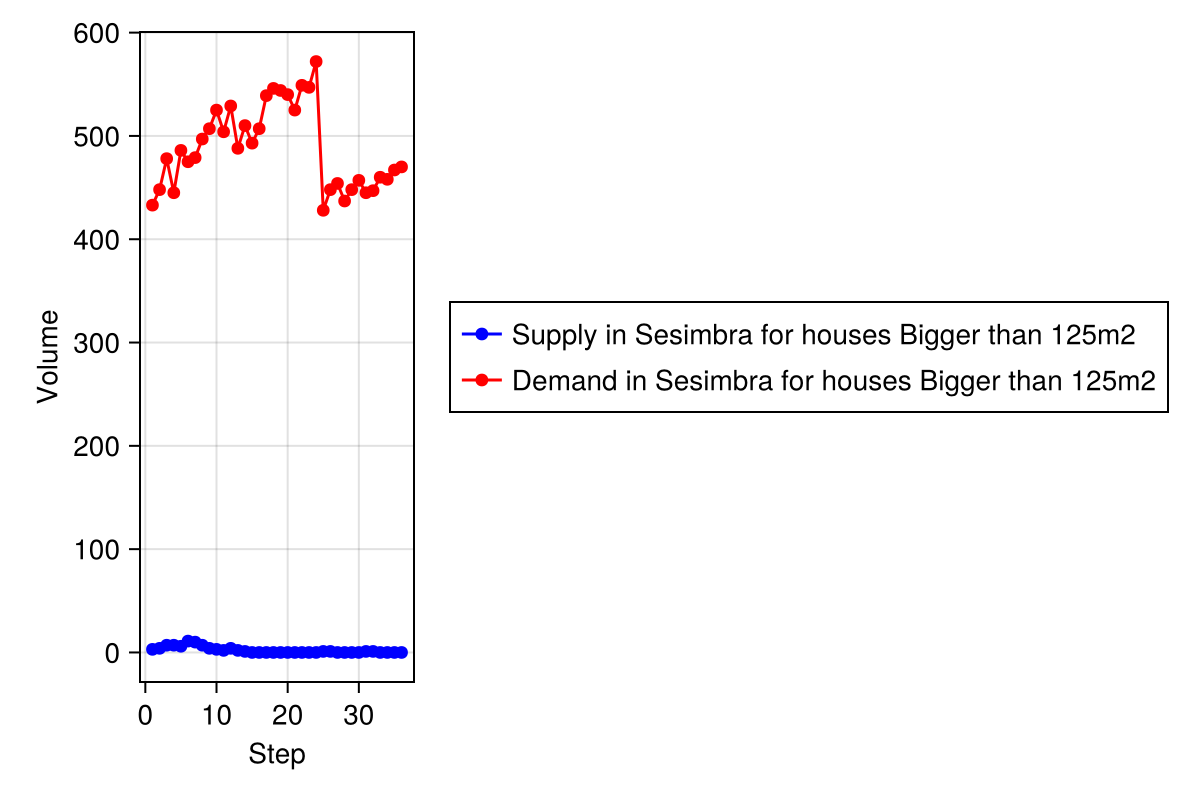 600
500
400
300
200
100
0
Volume
0 10 20 30
Step
Supply in Sesimbra for houses Bigger than 125m2
Demand in Sesimbra for houses Bigger than 125m2